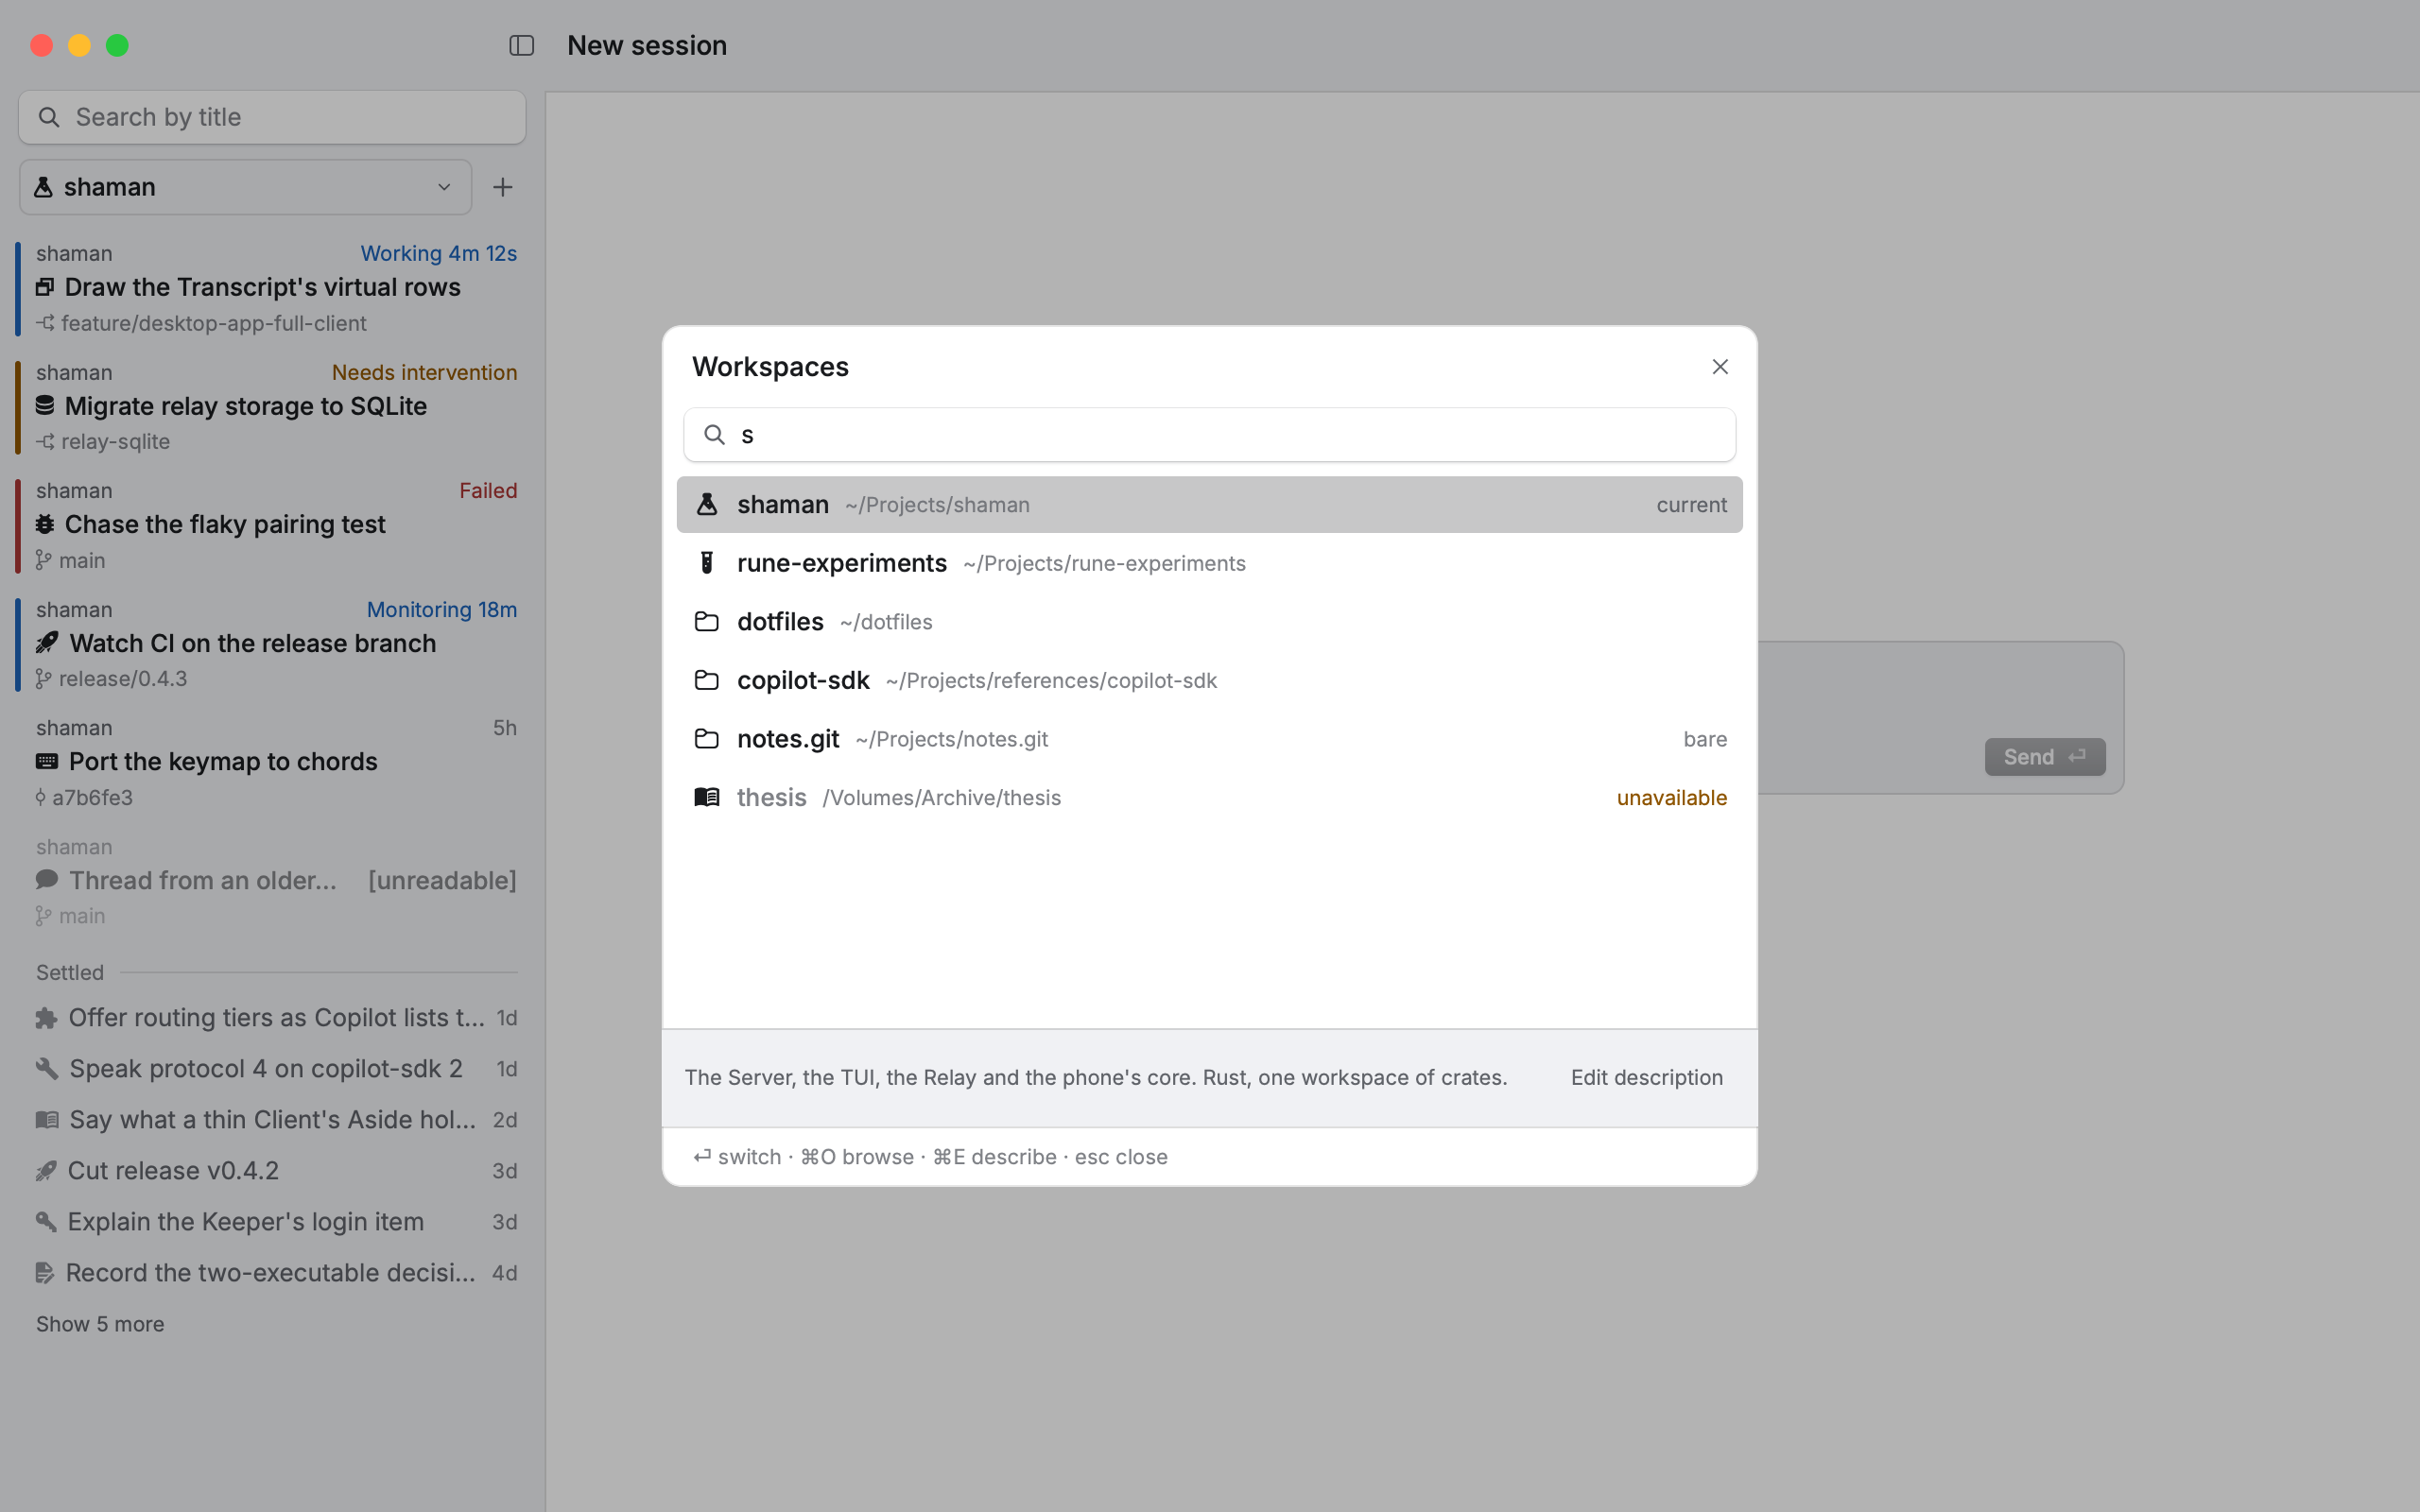 New session
Search by title
shaman
shaman Working 4m 12s
Draw the Transcript's virtual rows
feature/desktop-app-full-client
shaman Needs intervention
Migrate relay storage to SQLite
relay-sqlite
shaman Failed
Chase the flaky pairing test
main
shaman Monitoring 18m
Watch CI on the release branch
release/0.4.3
shaman 5h
Port the keymap to chords
a7b6fe3
shaman
Thread from an older... [unreadable]
main
Settled
Offer routing tiers as Copilot lists t... 1d
Speak protocol 4 on copilot-sdk 2 1d
Say what a thin Client's Aside hol... 2d
Cut release v0.4.2 3d
Explain the Keeper's login item 3d
Record the two-executable decisi... 4d
Show 5 more
Workspaces
s
shaman ~/Projects/shaman current
rune-experiments ~/Projects/rune-experiments
dotfiles ~/dotfiles
copilot-sdk ~/Projects/references/copilot-sdk
notes.git ~/Projects/notes.git bare
thesis /Volumes/Archive/thesis unavailable
The Server, the TUI, the Relay and the phone's core. Rust, one workspace of crates. Edit description
⏎ switch · ⌘O browse · ⌘E describe · esc close
Send ⏎